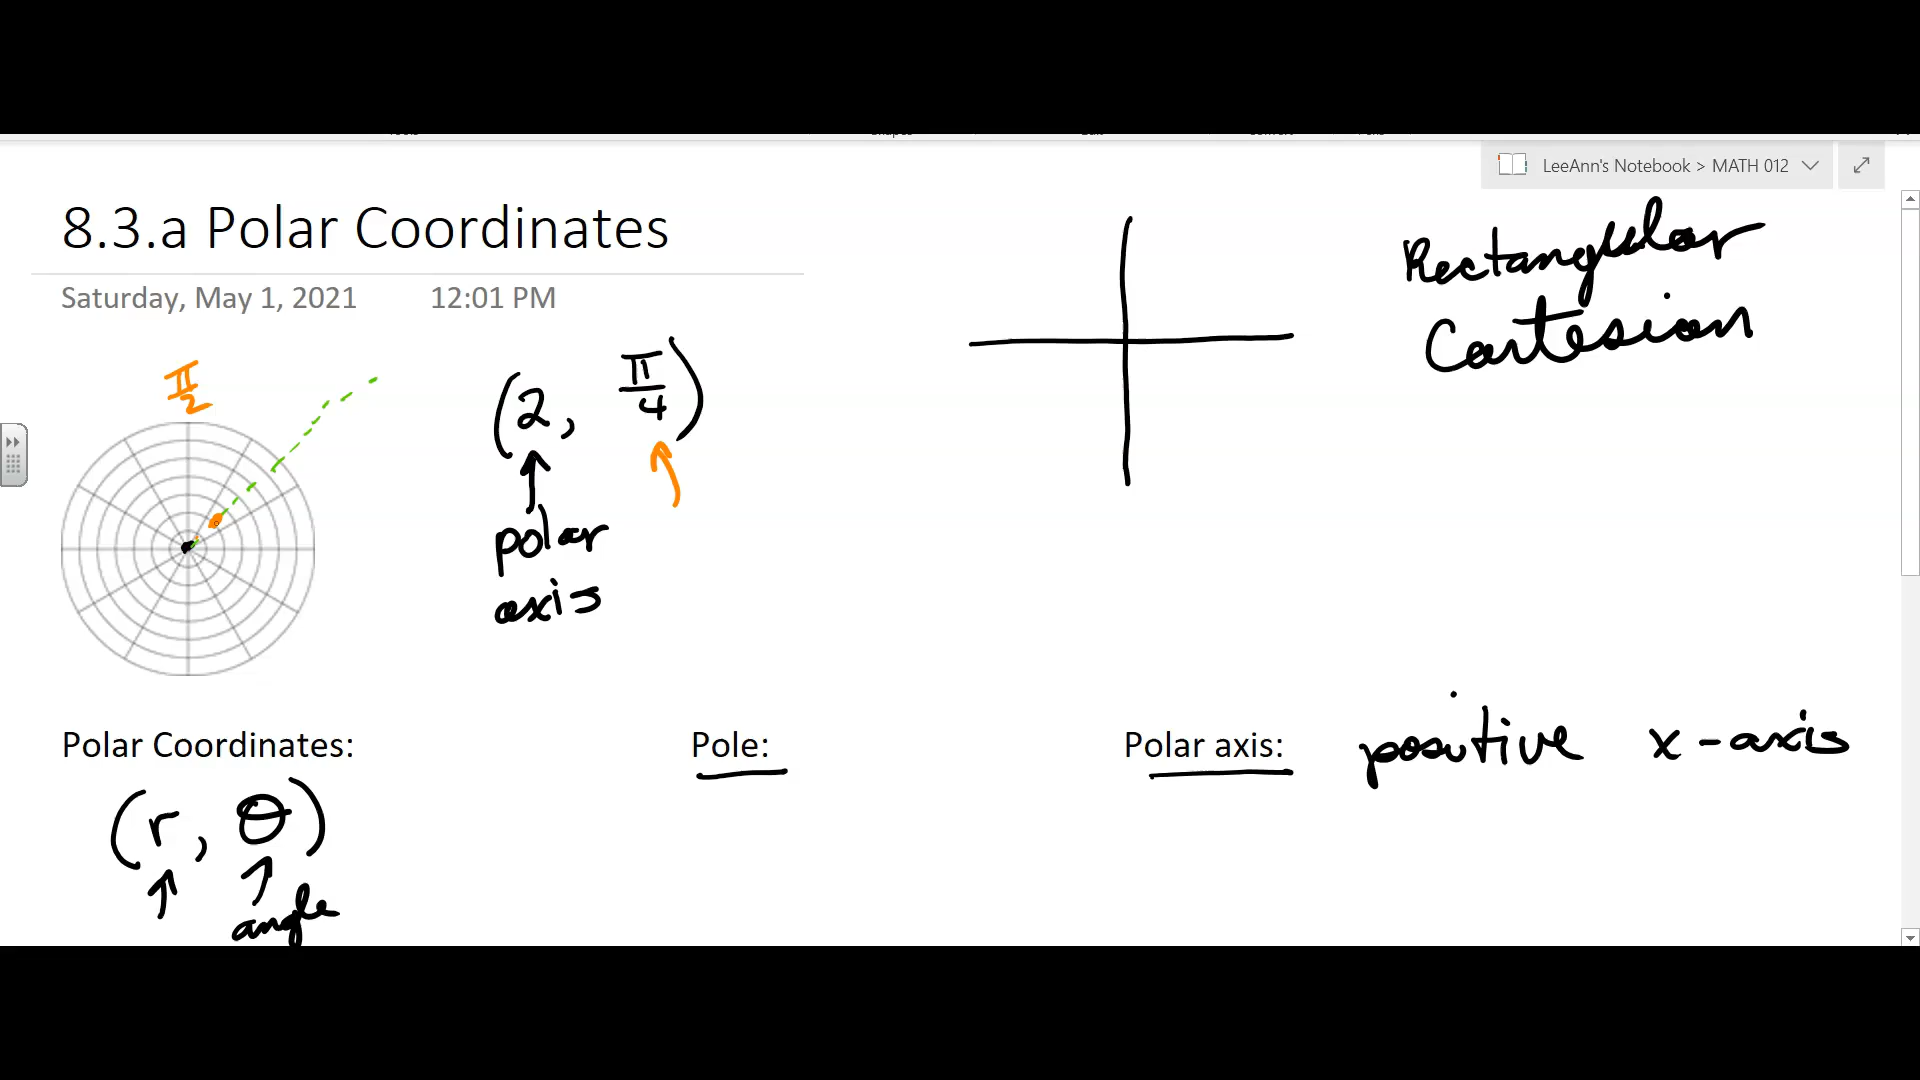 LeeAnn's Notebook > MATH 012
8.3.a Polar Coordinates
Saturday, May 1, 2021 12:01 PM
Rectangular
Cartesian
π/2
(2, π/4)
polar
axis
Polar Coordinates:
Pole:
Polar axis: positive x-axis
(r, θ)
angle